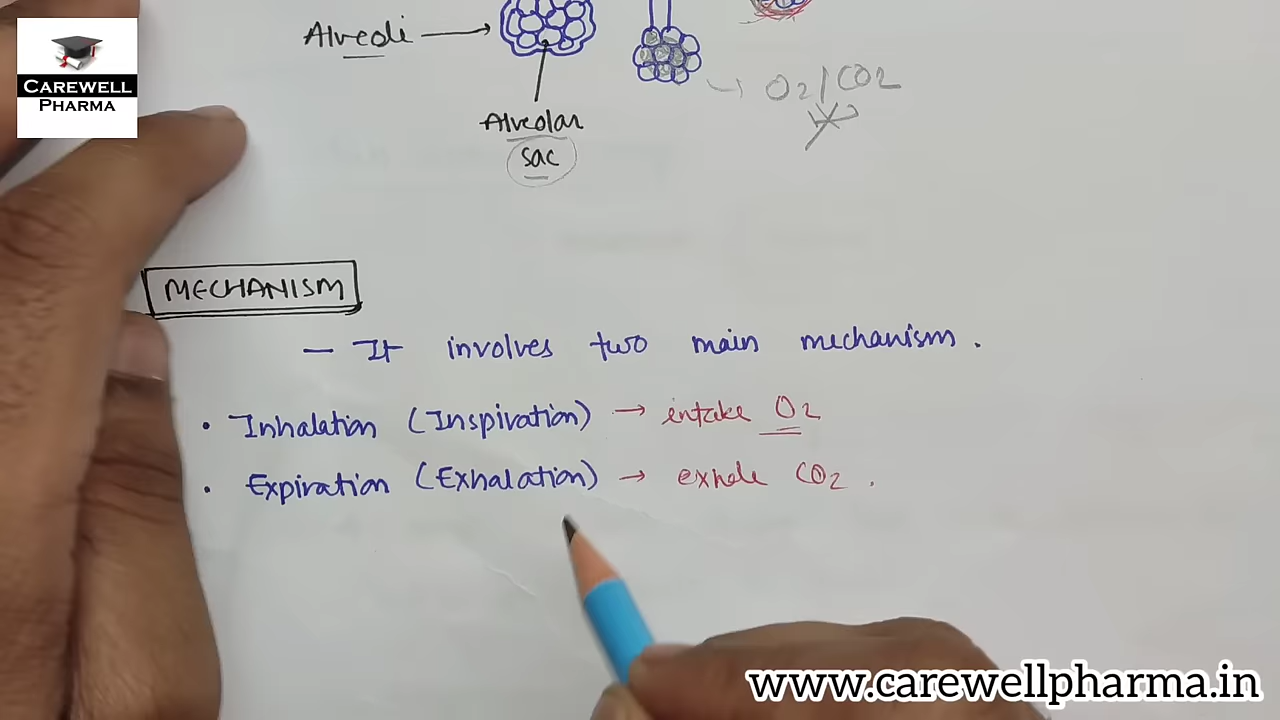 CAREWELL
PHARMA
Alveoli
Alveolar
sac
O2/CO2
MECHANISM
— It involves two main mechanism.
• Inhalation (Inspiration) → intake O2
• Expiration (Exhalation) → exhale CO2.
www.carewellpharma.in